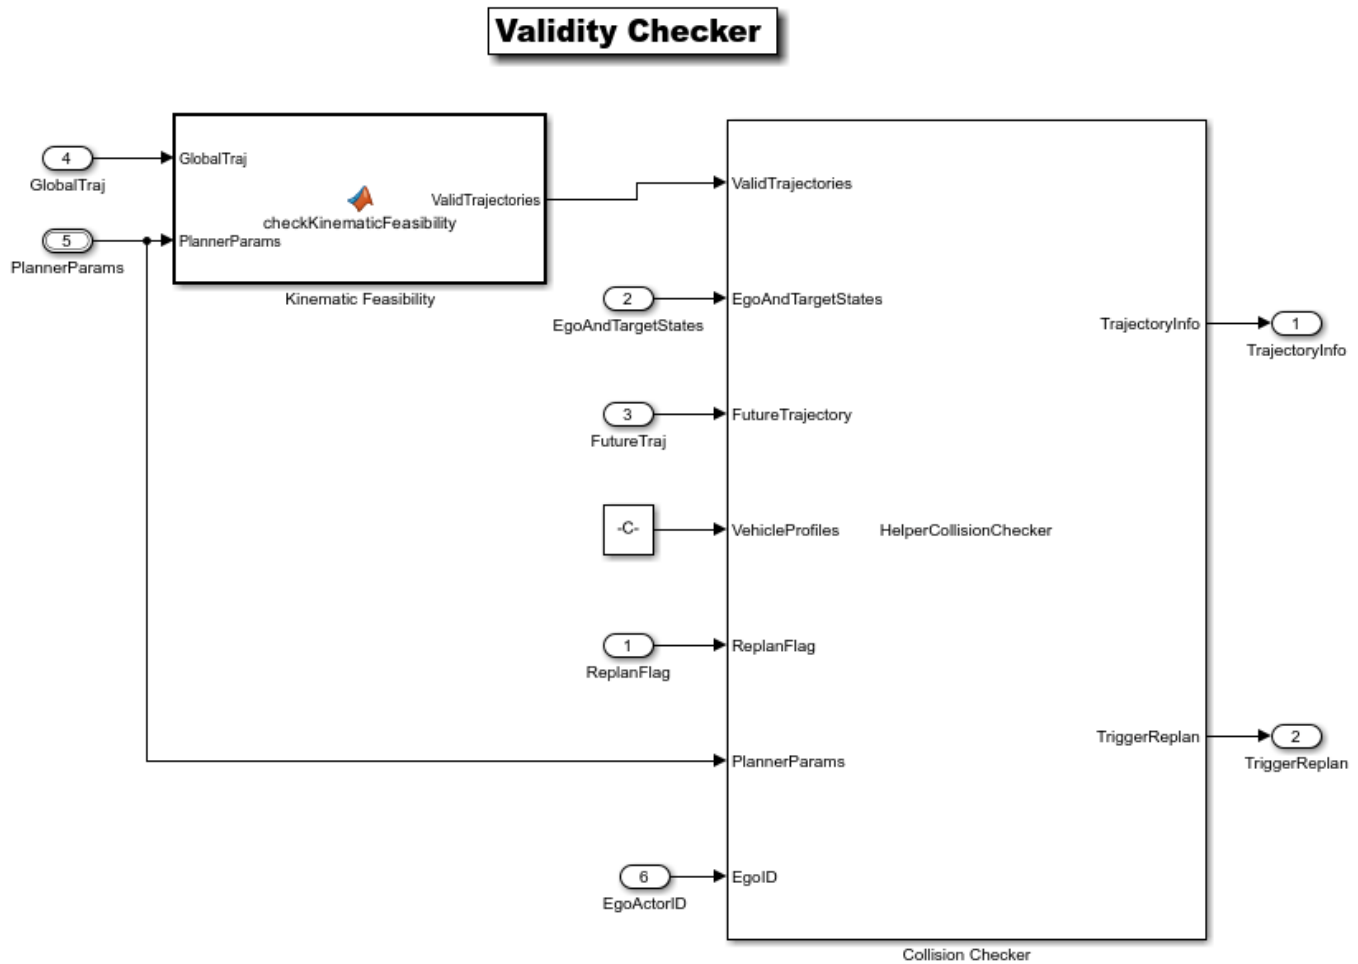 Validity Checker
4
GlobalTraj
5
PlannerParams
GlobalTraj
PlannerParams
checkKinematicFeasibility
ValidTrajectories
Kinematic Feasibility
2
EgoAndTargetStates
3
FutureTraj
-C-
1
ReplanFlag
6
EgoActorID
ValidTrajectories
EgoAndTargetStates
FutureTrajectory
VehicleProfiles
HelperCollisionChecker
ReplanFlag
PlannerParams
EgoID
TrajectoryInfo
TriggerReplan
Collision Checker
1
TrajectoryInfo
2
TriggerReplan